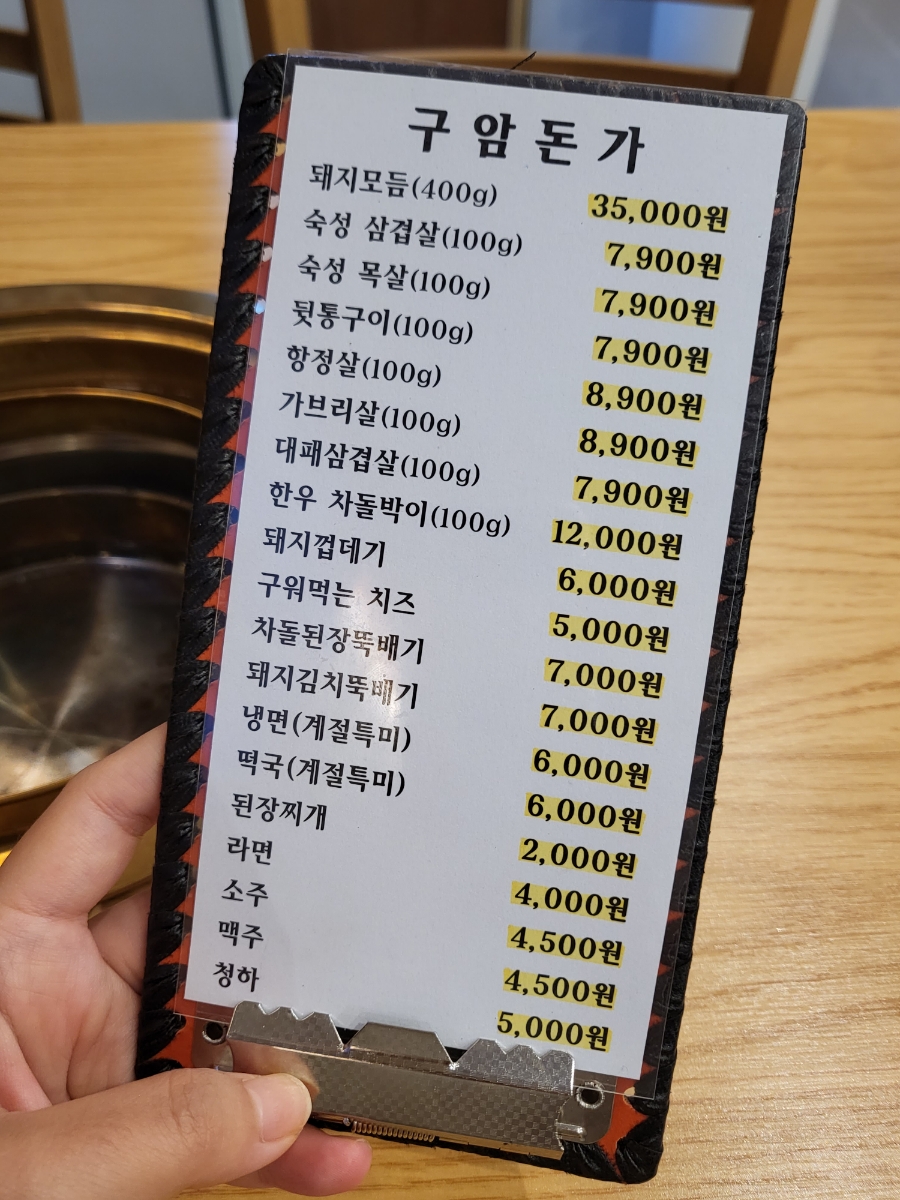 구암돈가
돼지모듬(400g) 35,000원
숙성 삼겹살(100g) 7,900원
숙성 목살(100g) 7,900원
뒷통구이(100g) 7,900원
항정살(100g) 8,900원
가브리살(100g) 8,900원
대패삼겹살(100g) 7,900원
한우 차돌박이(100g) 12,000원
돼지껍데기 6,000원
구워먹는 치즈 5,000원
차돌된장뚝배기 7,000원
돼지김치뚝배기 7,000원
냉면(계절특미) 6,000원
떡국(계절특미) 6,000원
된장찌개 2,000원
라면 4,000원
소주 4,500원
맥주 4,500원
청하 5,000원